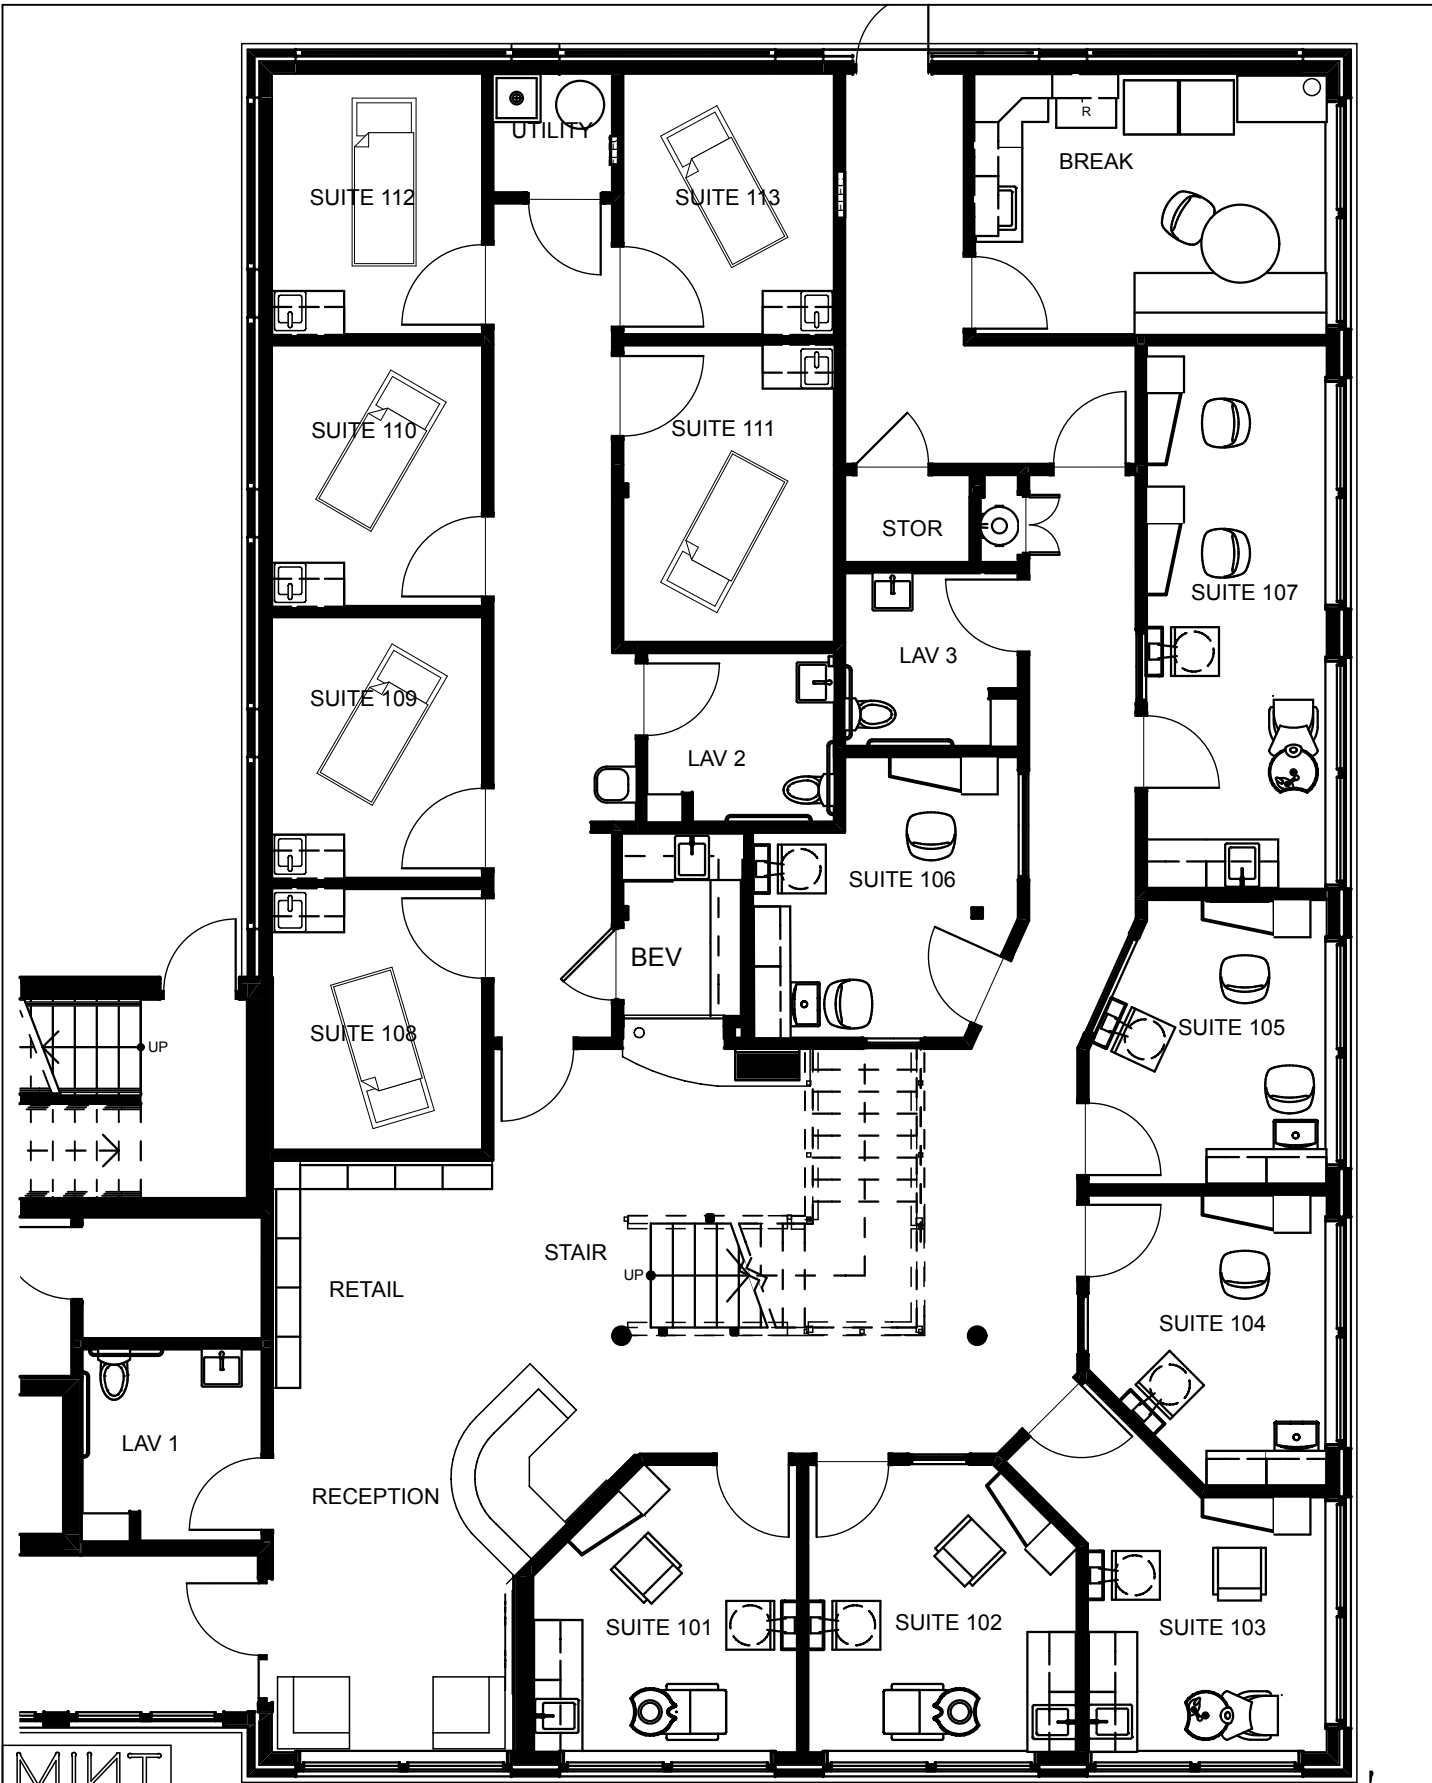 UTILITY
R
BREAK
SUITE 112
SUITE 113
SUITE 110
SUITE 111
STOR
SUITE 107
LAV 3
SUITE 109
LAV 2
SUITE 106
BEV
SUITE 105
SUITE 108
UP
STAIR
UP
RETAIL
SUITE 104
LAV 1
RECEPTION
SUITE 101
SUITE 102
SUITE 103
MINT